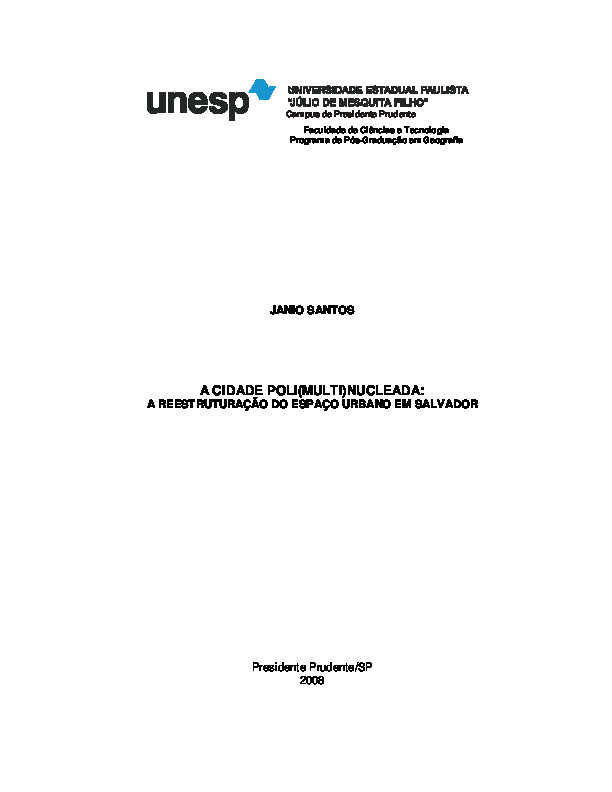 unesp
UNIVERSIDADE ESTADUAL PAULISTA
"JÚLIO DE MESQUITA FILHO"
Campus de Presidente Prudente
Faculdade de Ciências e Tecnologia
Programa de Pós-Graduação em Geografia
JANIO SANTOS
A CIDADE POLI(MULTI)NUCLEADA:
A REESTRUTURAÇÃO DO ESPAÇO URBANO EM SALVADOR
Presidente Prudente/SP
2008